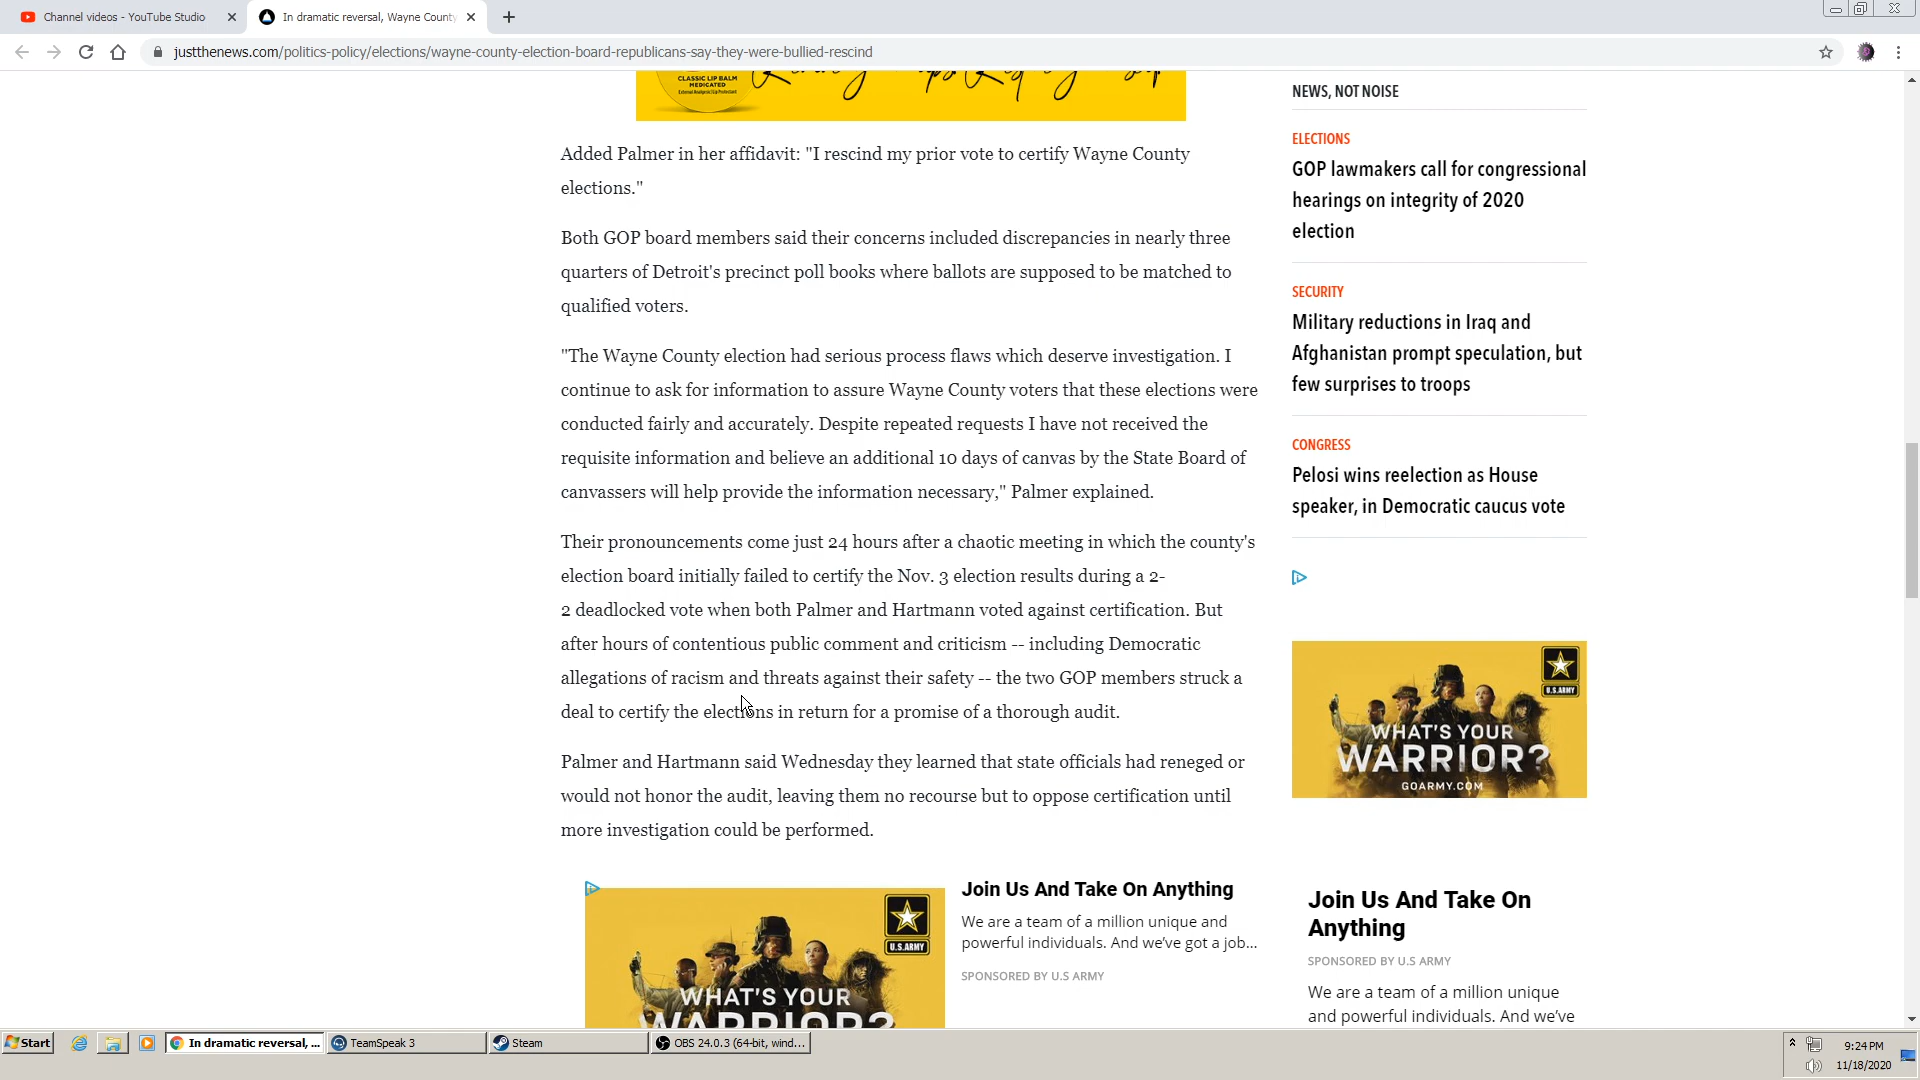 Channel videos - YouTube Studio
In dramatic reversal, Wayne County
justthenews.com/politics-policy/elections/wayne-county-election-board-republicans-say-they-were-bullied-rescind
CLASSIC LIP BALM
MEDICATED
External Analgesic | Lip Protectant
Added Palmer in her affidavit: "I rescind my prior vote to certify Wayne County
elections."
Both GOP board members said their concerns included discrepancies in nearly three
quarters of Detroit's precinct poll books where ballots are supposed to be matched to
qualified voters.
"The Wayne County election had serious process flaws which deserve investigation. I
continue to ask for information to assure Wayne County voters that these elections were
conducted fairly and accurately. Despite repeated requests I have not received the
requisite information and believe an additional 10 days of canvas by the State Board of
canvassers will help provide the information necessary," Palmer explained.
Their pronouncements come just 24 hours after a chaotic meeting in which the county's
election board initially failed to certify the Nov. 3 election results during a 2-
2 deadlocked vote when both Palmer and Hartmann voted against certification. But
after hours of contentious public comment and criticism -- including Democratic
allegations of racism and threats against their safety -- the two GOP members struck a
deal to certify the elections in return for a promise of a thorough audit.
Palmer and Hartmann said Wednesday they learned that state officials had reneged or
would not honor the audit, leaving them no recourse but to oppose certification until
more investigation could be performed.
U.S.ARMY
WHAT'S YOUR
WARRIOR?
Join Us And Take On Anything
We are a team of a million unique and
powerful individuals. And we've got a job...
SPONSORED BY U.S ARMY
NEWS, NOT NOISE
ELECTIONS
GOP lawmakers call for congressional
hearings on integrity of 2020
election
SECURITY
Military reductions in Iraq and
Afghanistan prompt speculation, but
few surprises to troops
CONGRESS
Pelosi wins reelection as House
speaker, in Democratic caucus vote
U.S.ARMY
WHAT'S YOUR
WARRIOR?
GOARMY.COM
Join Us And Take On
Anything
SPONSORED BY U.S ARMY
We are a team of a million unique
and powerful individuals. And we've
Start
In dramatic reversal, ...
TeamSpeak 3
Steam
OBS 24.0.3 (64-bit, wind...
9:24 PM
11/18/2020